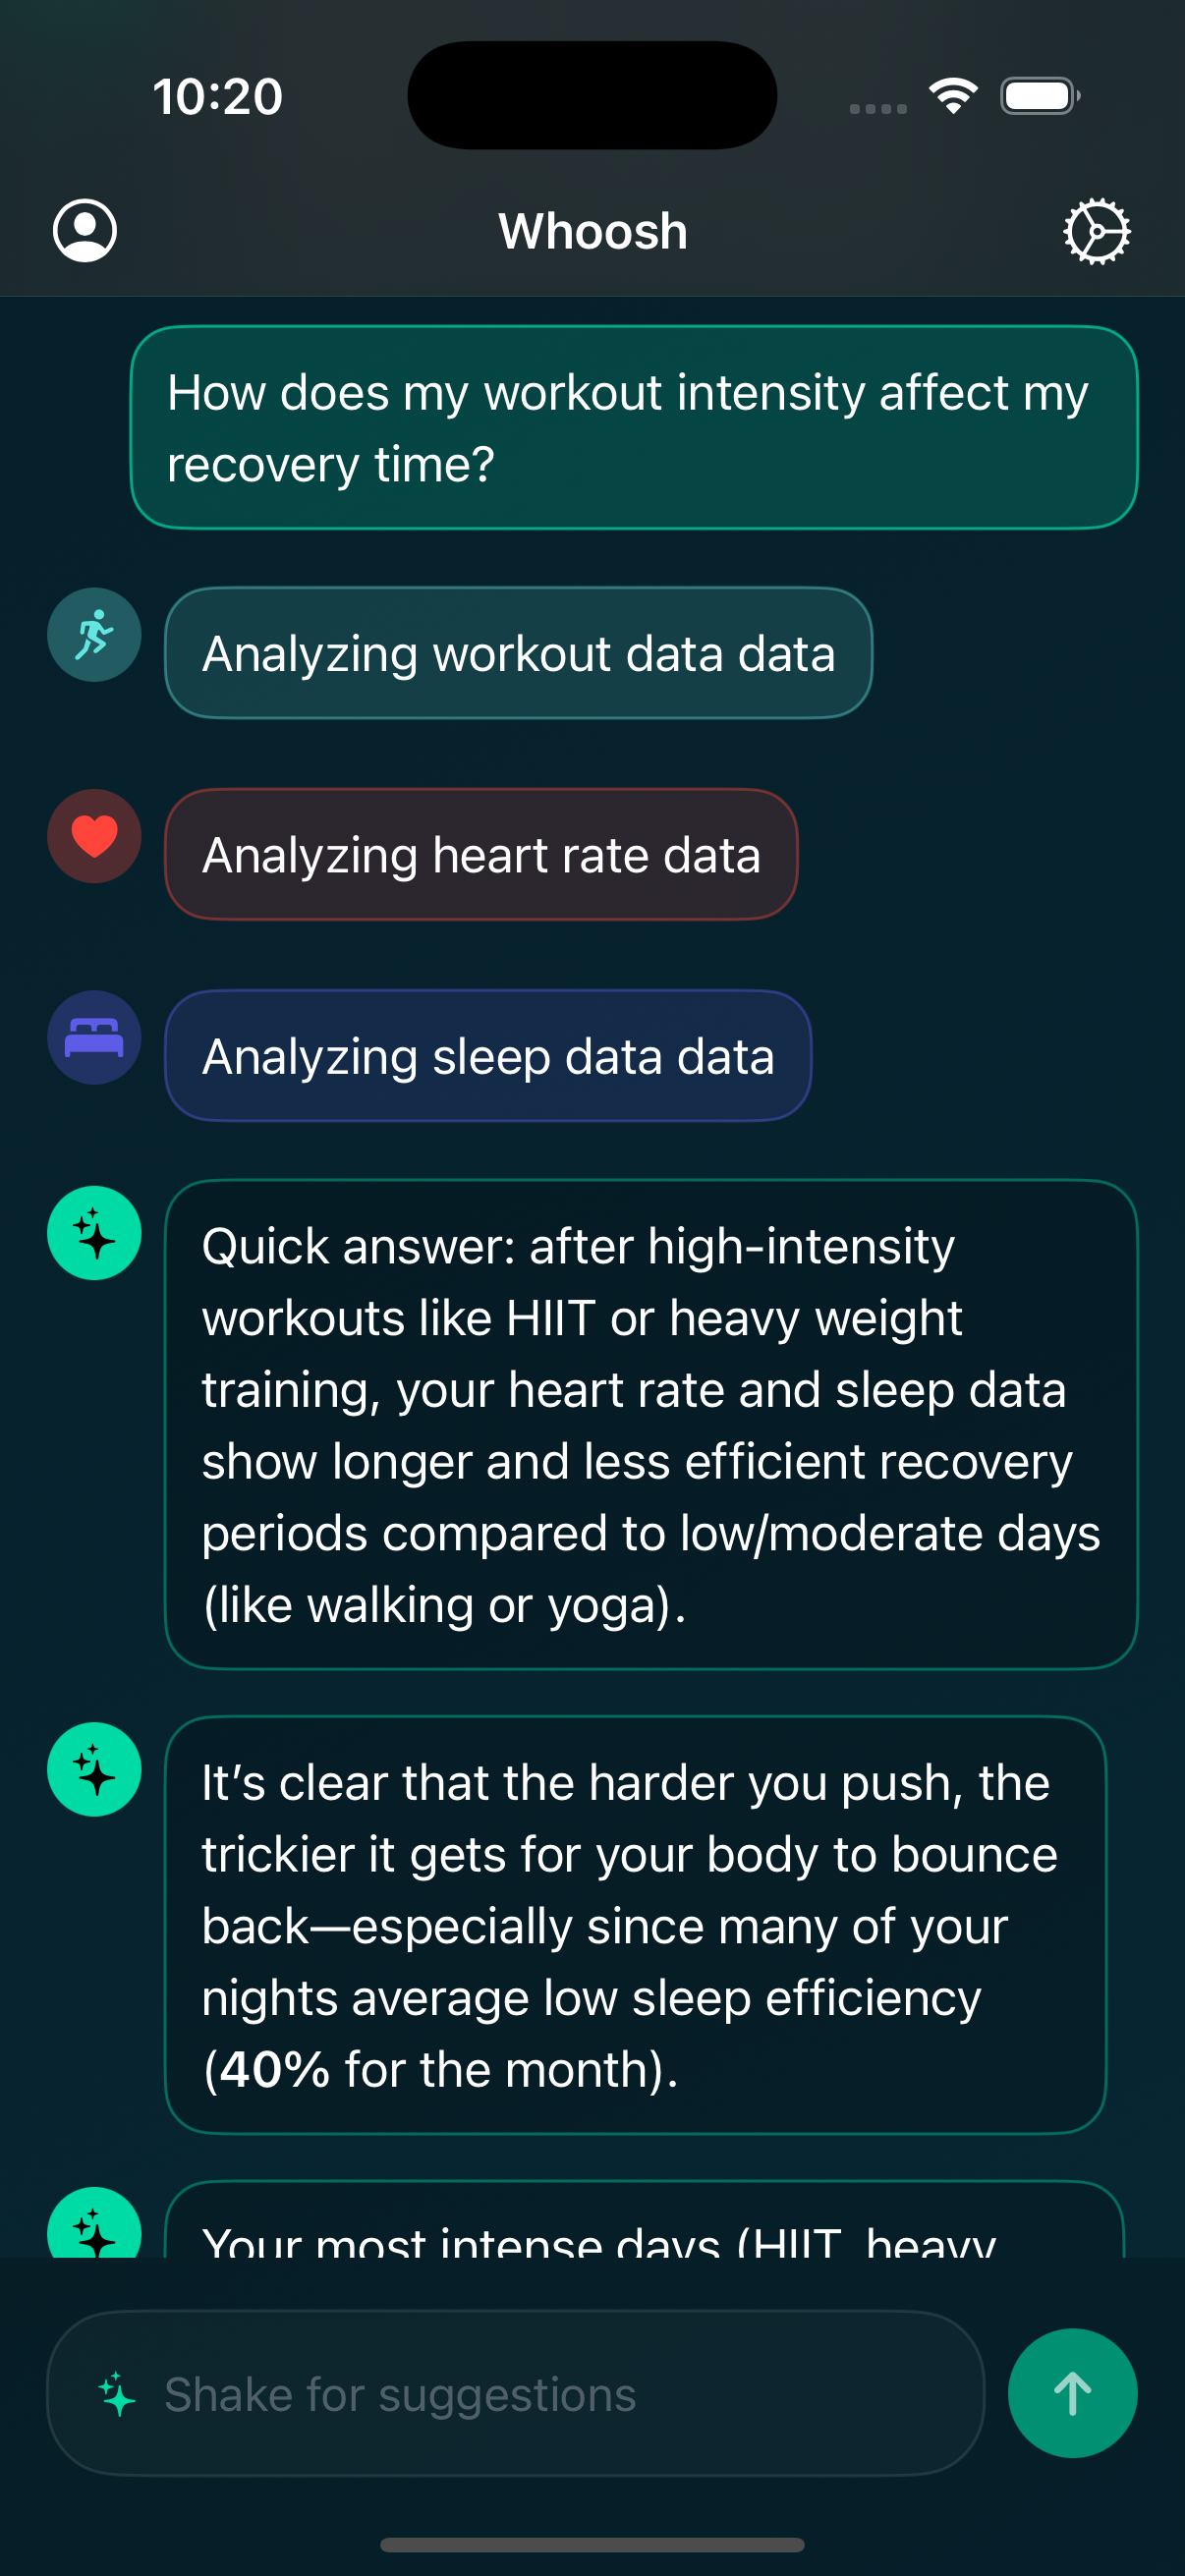 10:20
Whoosh
How does my workout intensity affect my
recovery time?
Analyzing workout data data
Analyzing heart rate data
Analyzing sleep data data
Quick answer: after high-intensity
workouts like HIIT or heavy weight
training, your heart rate and sleep data
show longer and less efficient recovery
periods compared to low/moderate days
(like walking or yoga).
It’s clear that the harder you push, the
trickier it gets for your body to bounce
back—especially since many of your
nights average low sleep efficiency
(40% for the month).
Your most intense days (HIIT, heavy
Shake for suggestions